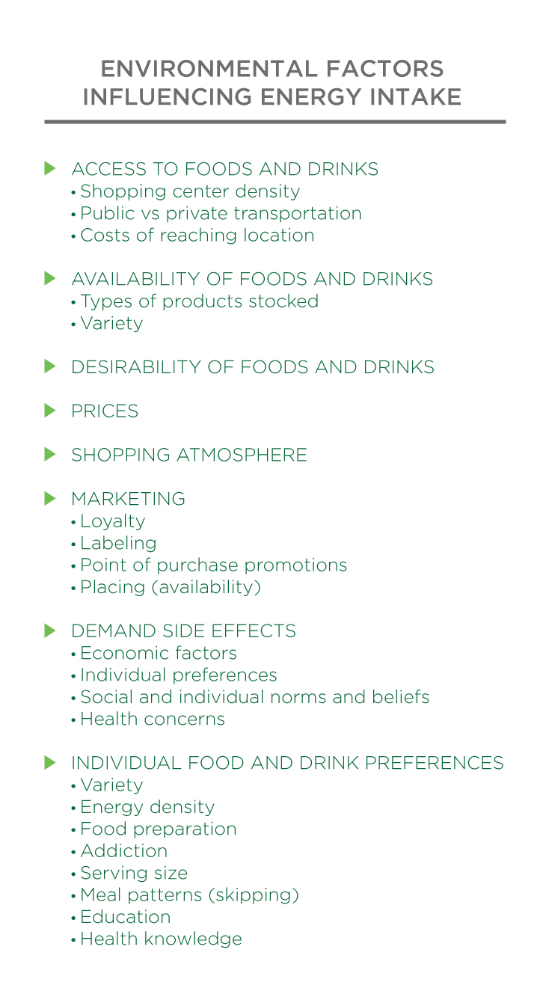 ENVIRONMENTAL FACTORS
INFLUENCING ENERGY INTAKE
ACCESS TO FOODS AND DRINKS
• Shopping center density
• Public vs private transportation
• Costs of reaching location
AVAILABILITY OF FOODS AND DRINKS
• Types of products stocked
• Variety
DESIRABILITY OF FOODS AND DRINKS
PRICES
SHOPPING ATMOSPHERE
MARKETING
• Loyalty
• Labeling
• Point of purchase promotions
• Placing (availability)
DEMAND SIDE EFFECTS
• Economic factors
• Individual preferences
• Social and individual norms and beliefs
• Health concerns
INDIVIDUAL FOOD AND DRINK PREFERENCES
• Variety
• Energy density
• Food preparation
• Addiction
• Serving size
• Meal patterns (skipping)
• Education
• Health knowledge